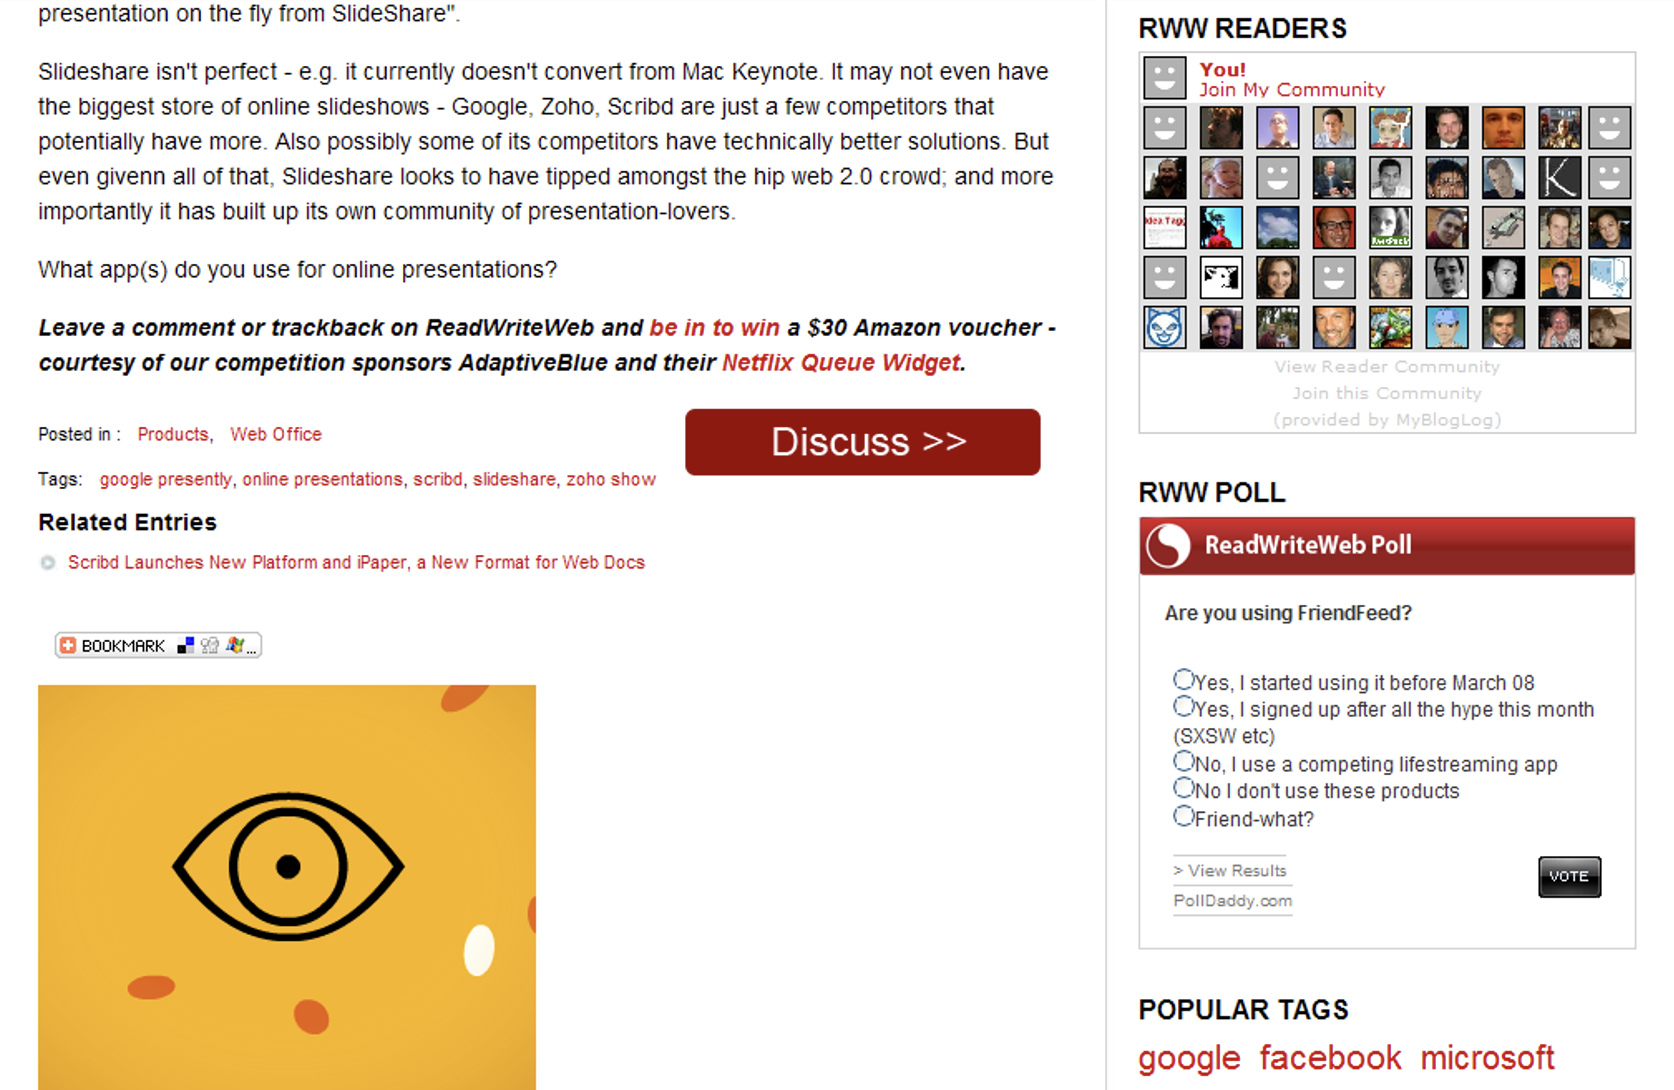 presentation on the fly from SlideShare".
Slideshare isn't perfect - e.g. it currently doesn't convert from Mac Keynote. It may not even have
the biggest store of online slideshows - Google, Zoho, Scribd are just a few competitors that
potentially have more. Also possibly some of its competitors have technically better solutions. But
even givenn all of that, Slideshare looks to have tipped amongst the hip web 2.0 crowd; and more
importantly it has built up its own community of presentation-lovers.
What app(s) do you use for online presentations?
Leave a comment or trackback on ReadWriteWeb and be in to win a $30 Amazon voucher -
courtesy of our competition sponsors AdaptiveBlue and their Netflix Queue Widget.
Posted in : Products, Web Office
Discuss >>
Tags: google presently, online presentations, scribd, slideshare, zoho show
Related Entries
Scribd Launches New Platform and iPaper, a New Format for Web Docs
BOOKMARK ...
RWW READERS
You!
Join My Community
K
View Reader Community
Join this Community
(provided by MyBlogLog)
RWW POLL
ReadWriteWeb Poll
Are you using FriendFeed?
Yes, I started using it before March 08
Yes, I signed up after all the hype this month
(SXSW etc)
No, I use a competing lifestreaming app
No I don't use these products
Friend-what?
> View Results
VOTE
PollDaddy.com
POPULAR TAGS
google facebook microsoft